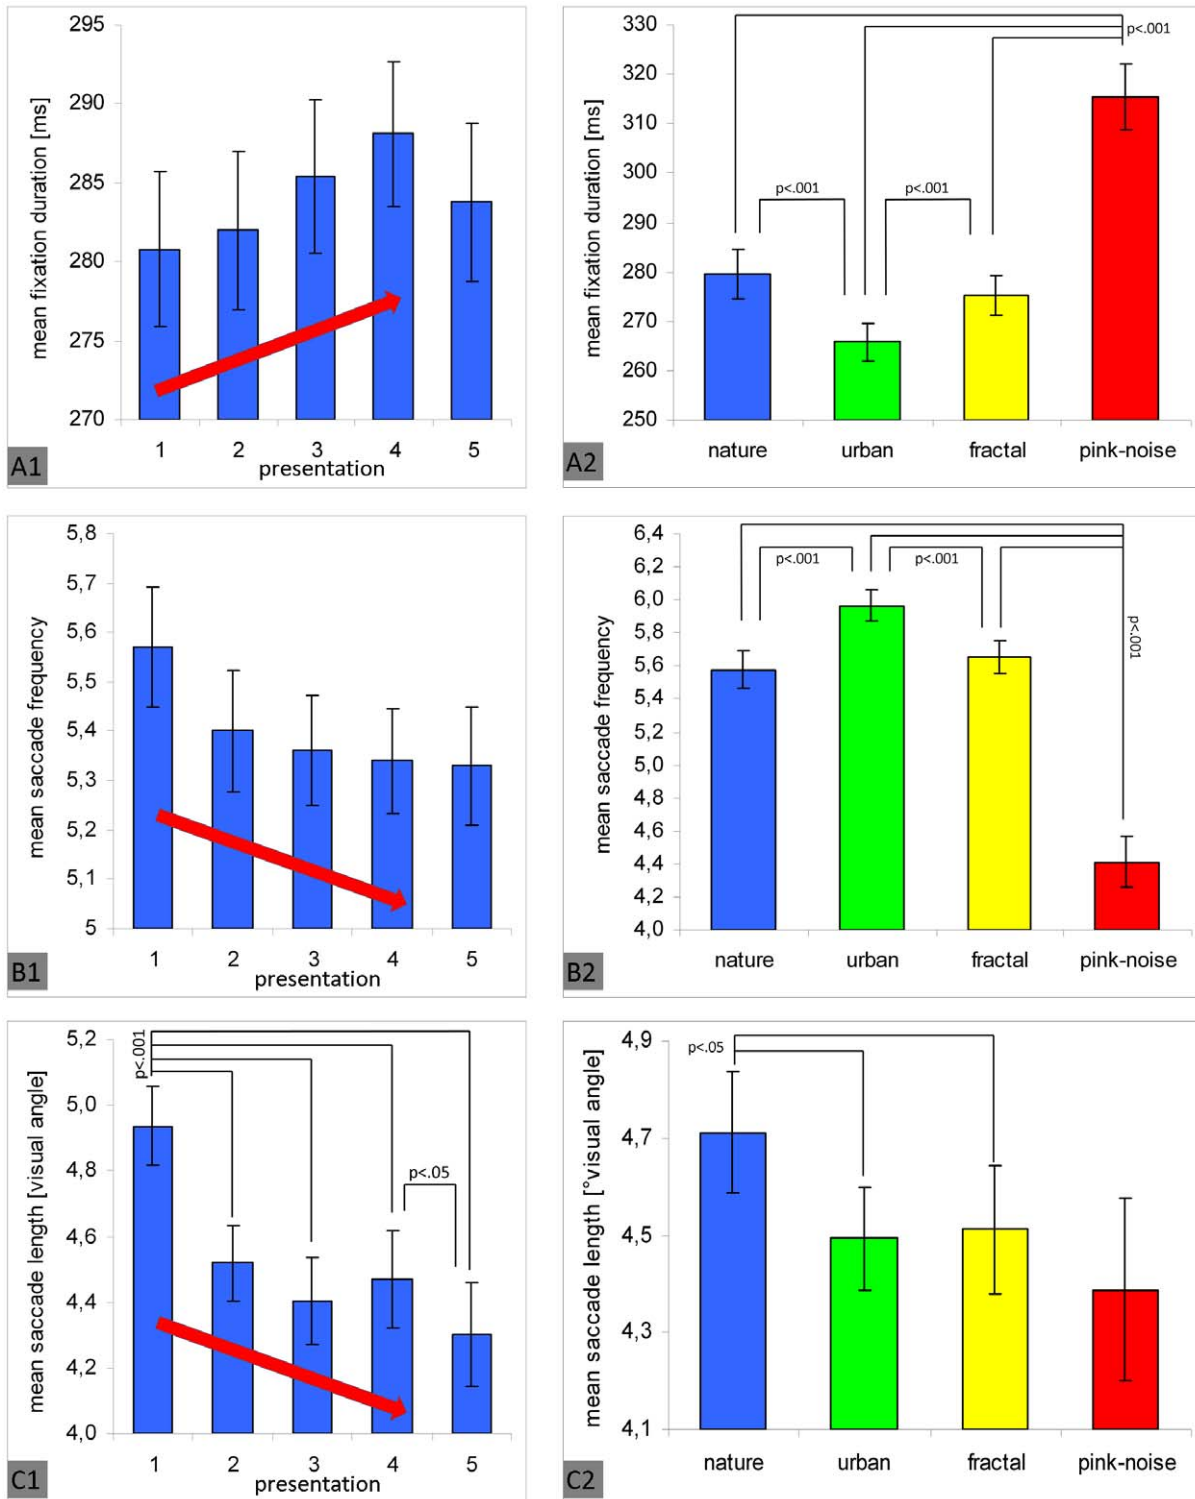 mean fixation duration [ms]
295
290
285
280
275
270
1 2 3 4 5
presentation
A1
mean fixation duration [ms]
330
320
310
300
290
280
270
260
250
p<.001
p<.001
p<.001
nature urban fractal pink-noise
A2
mean saccade frequency
5,8
5,7
5,6
5,5
5,4
5,3
5,2
5,1
5
1 2 3 4 5
presentation
B1
mean saccade frequency
6,4
6,2
6,0
5,8
5,6
5,4
5,2
5,0
4,8
4,6
4,4
4,2
4,0
p<.001
p<.001
p<.001
nature urban fractal pink-noise
B2
mean saccade length [visual angle]
5,2
5,0
4,8
4,6
4,4
4,2
4,0
p<.001
p<.05
1 2 3 4 5
presentation
C1
mean saccade length [°visual angle]
4,9
4,7
4,5
4,3
4,1
p<.05
nature urban fractal pink-noise
C2